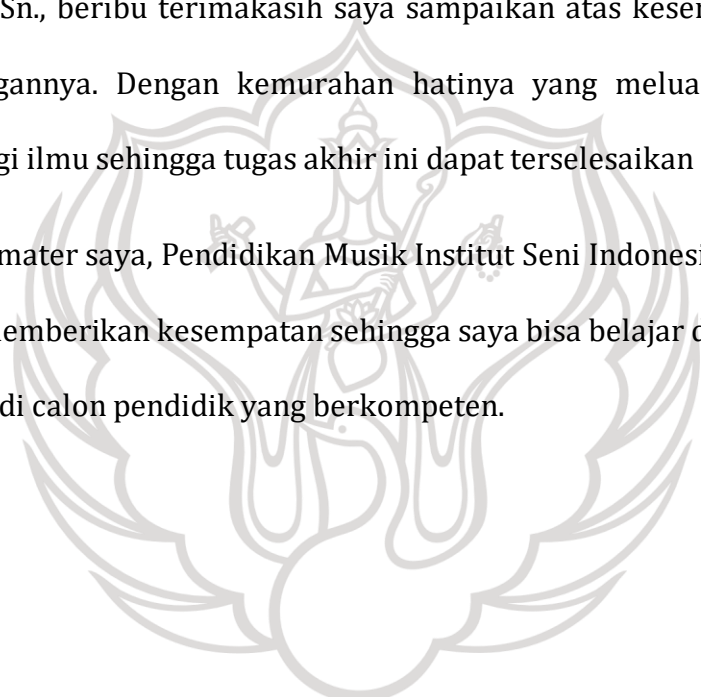 Sn., beribu terimakasih saya sampaikan atas kesem
gannya. Dengan kemurahan hatinya yang melua
gi ilmu sehingga tugas akhir ini dapat terselesaikan
mater saya, Pendidikan Musik Institut Seni Indonesi
emberikan kesempatan sehingga saya bisa belajar d
di calon pendidik yang berkompeten.